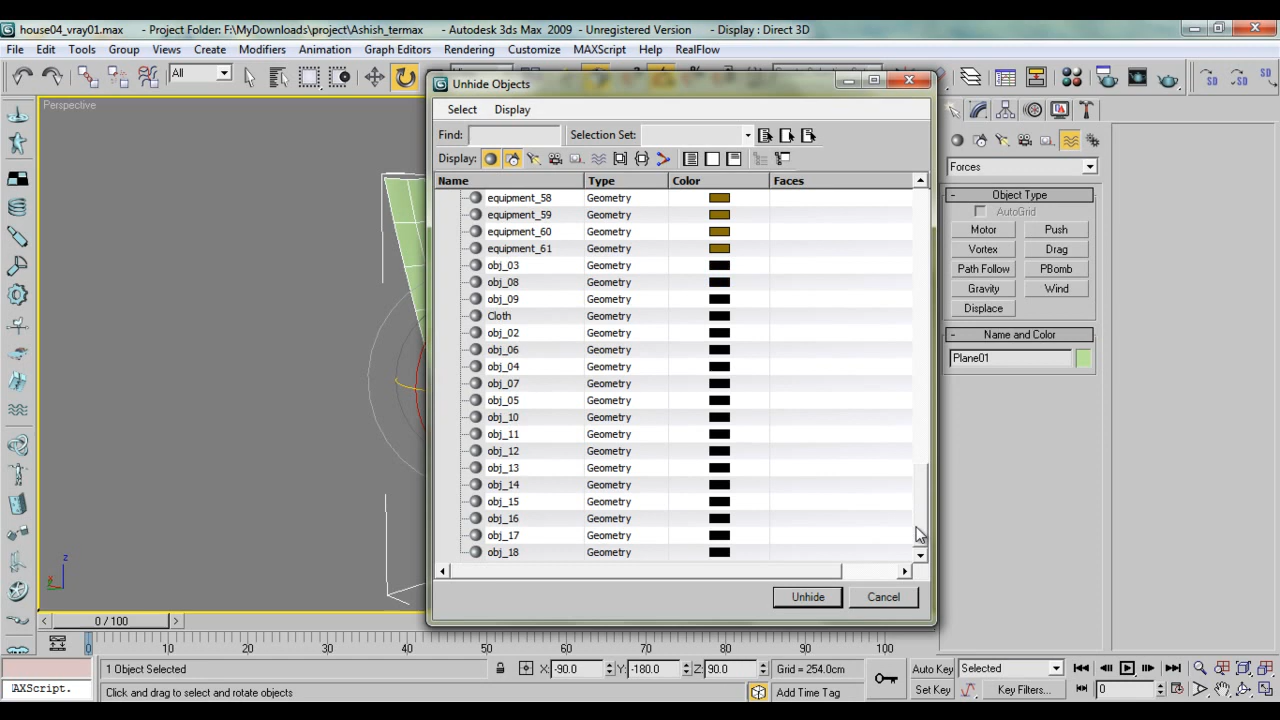 house04_vray01.max - Project Folder: F:\MyDownloads\project\Ashish_termax - Autodesk 3ds Max 2009 - Unregistered Version - Display : Direct 3D
File Edit Tools Group Views Create Modifiers Animation Graph Editors Rendering Customize MAXScript Help RealFlow
All
Perspective
Unhide Objects
Select Display
Find: Selection Set:
Display:
Name Type Color Faces
equipment_58 Geometry
equipment_59 Geometry
equipment_60 Geometry
equipment_61 Geometry
obj_03 Geometry
obj_08 Geometry
obj_09 Geometry
Cloth Geometry
obj_02 Geometry
obj_06 Geometry
obj_04 Geometry
obj_07 Geometry
obj_05 Geometry
obj_10 Geometry
obj_11 Geometry
obj_12 Geometry
obj_13 Geometry
obj_14 Geometry
obj_15 Geometry
obj_16 Geometry
obj_17 Geometry
obj_18 Geometry
Unhide Cancel
Forces
- Object Type
AutoGrid
Motor Push
Vortex Drag
Path Follow PBomb
Gravity Wind
Displace
- Name and Color
Plane01
z
0 / 100
0 50 60 70 80 90 100
1 Object Selected X: -90.0 Y: -180.0 Z: 90.0 Grid = 254.0cm Auto Key Selected
AXScript. Click and drag to select and rotate objects Add Time Tag Set Key Key Filters... 0